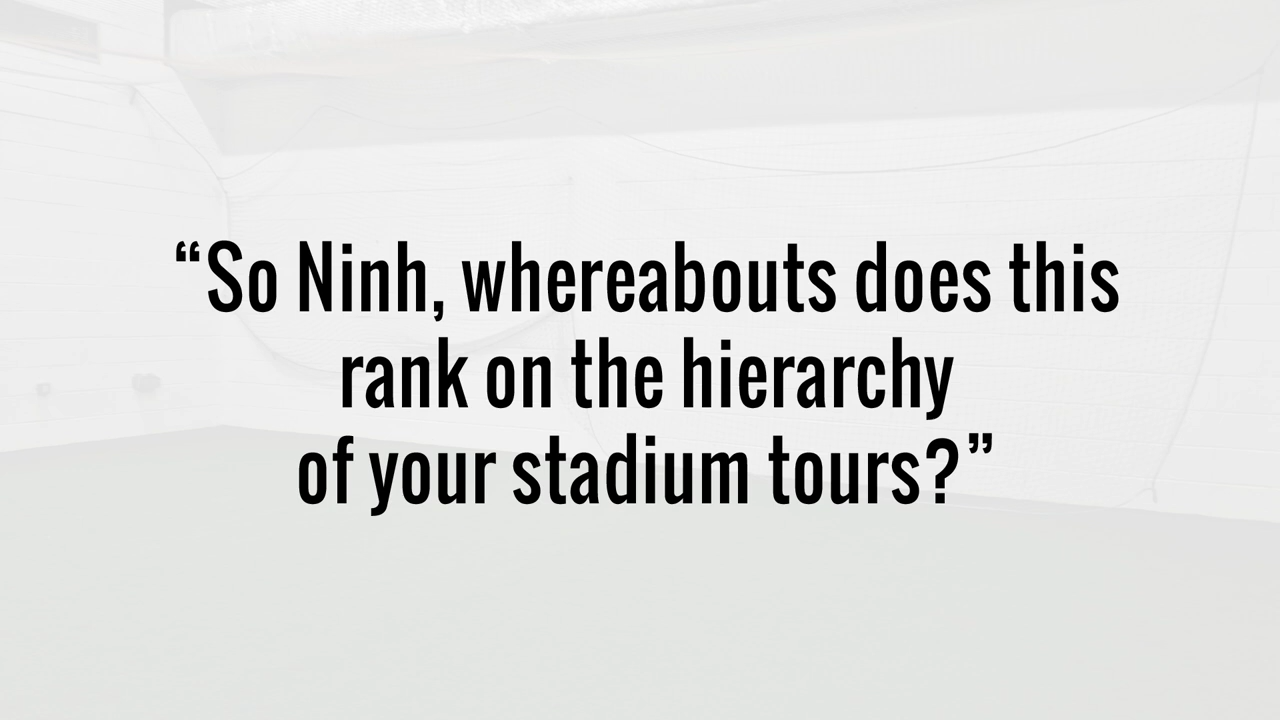 “So Ninh, whereabouts does this
rank on the hierarchy
of your stadium tours?”